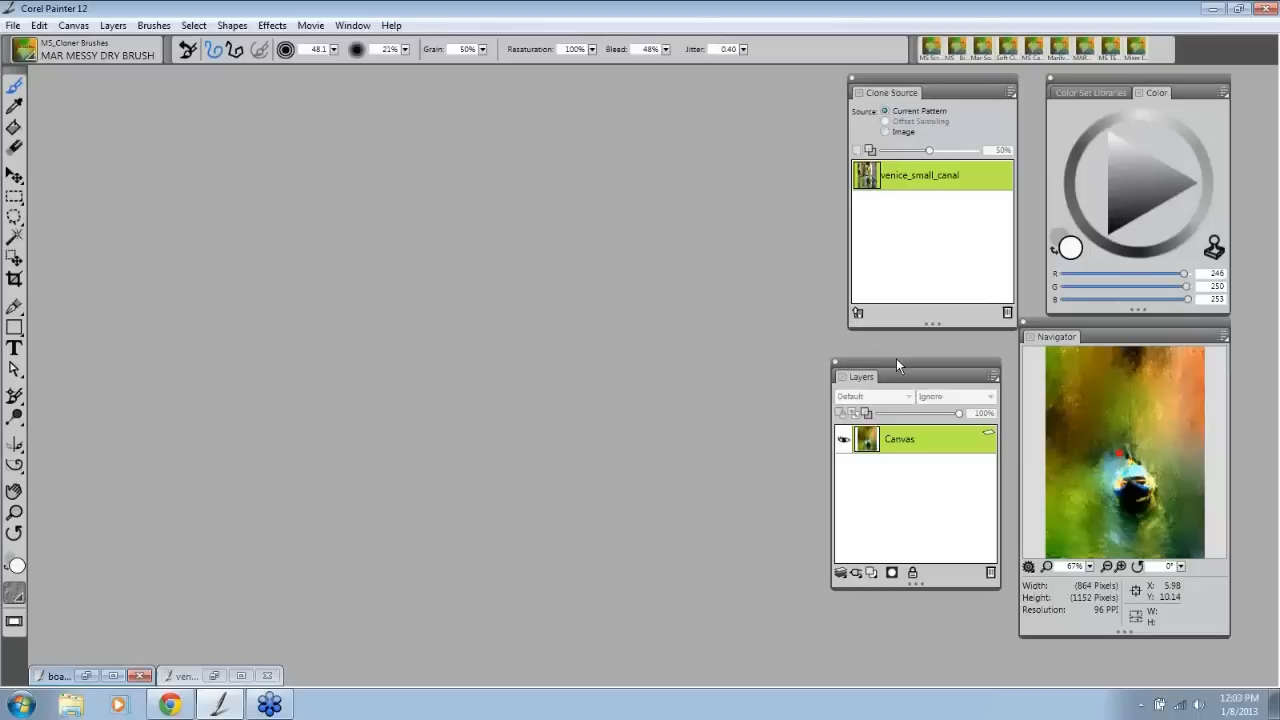 Corel Painter 12
File Edit Canvas Layers Brushes Select Shapes Effects Movie Window Help
MS_Cloner Brushes
MAR MESSY DRY BRUSH
48.1 21% Grain: 50% Resaturation: 100% Bleed: 48% Jitter: 0.40
Clone Source
Source: Current Pattern
Offset Sampling
Image
50%
venice_small_canal
Color Set Libraries Color
R 246
G 250
B 253
Layers
Default Ignore
100%
Canvas
Navigator
67% 0°
Width: (864 Pixels) X: 5.98
Height: (1152 Pixels) Y: 10.14
Resolution: 96 PPI W:
H:
boa... ven...
12:03 PM
1/8/2013